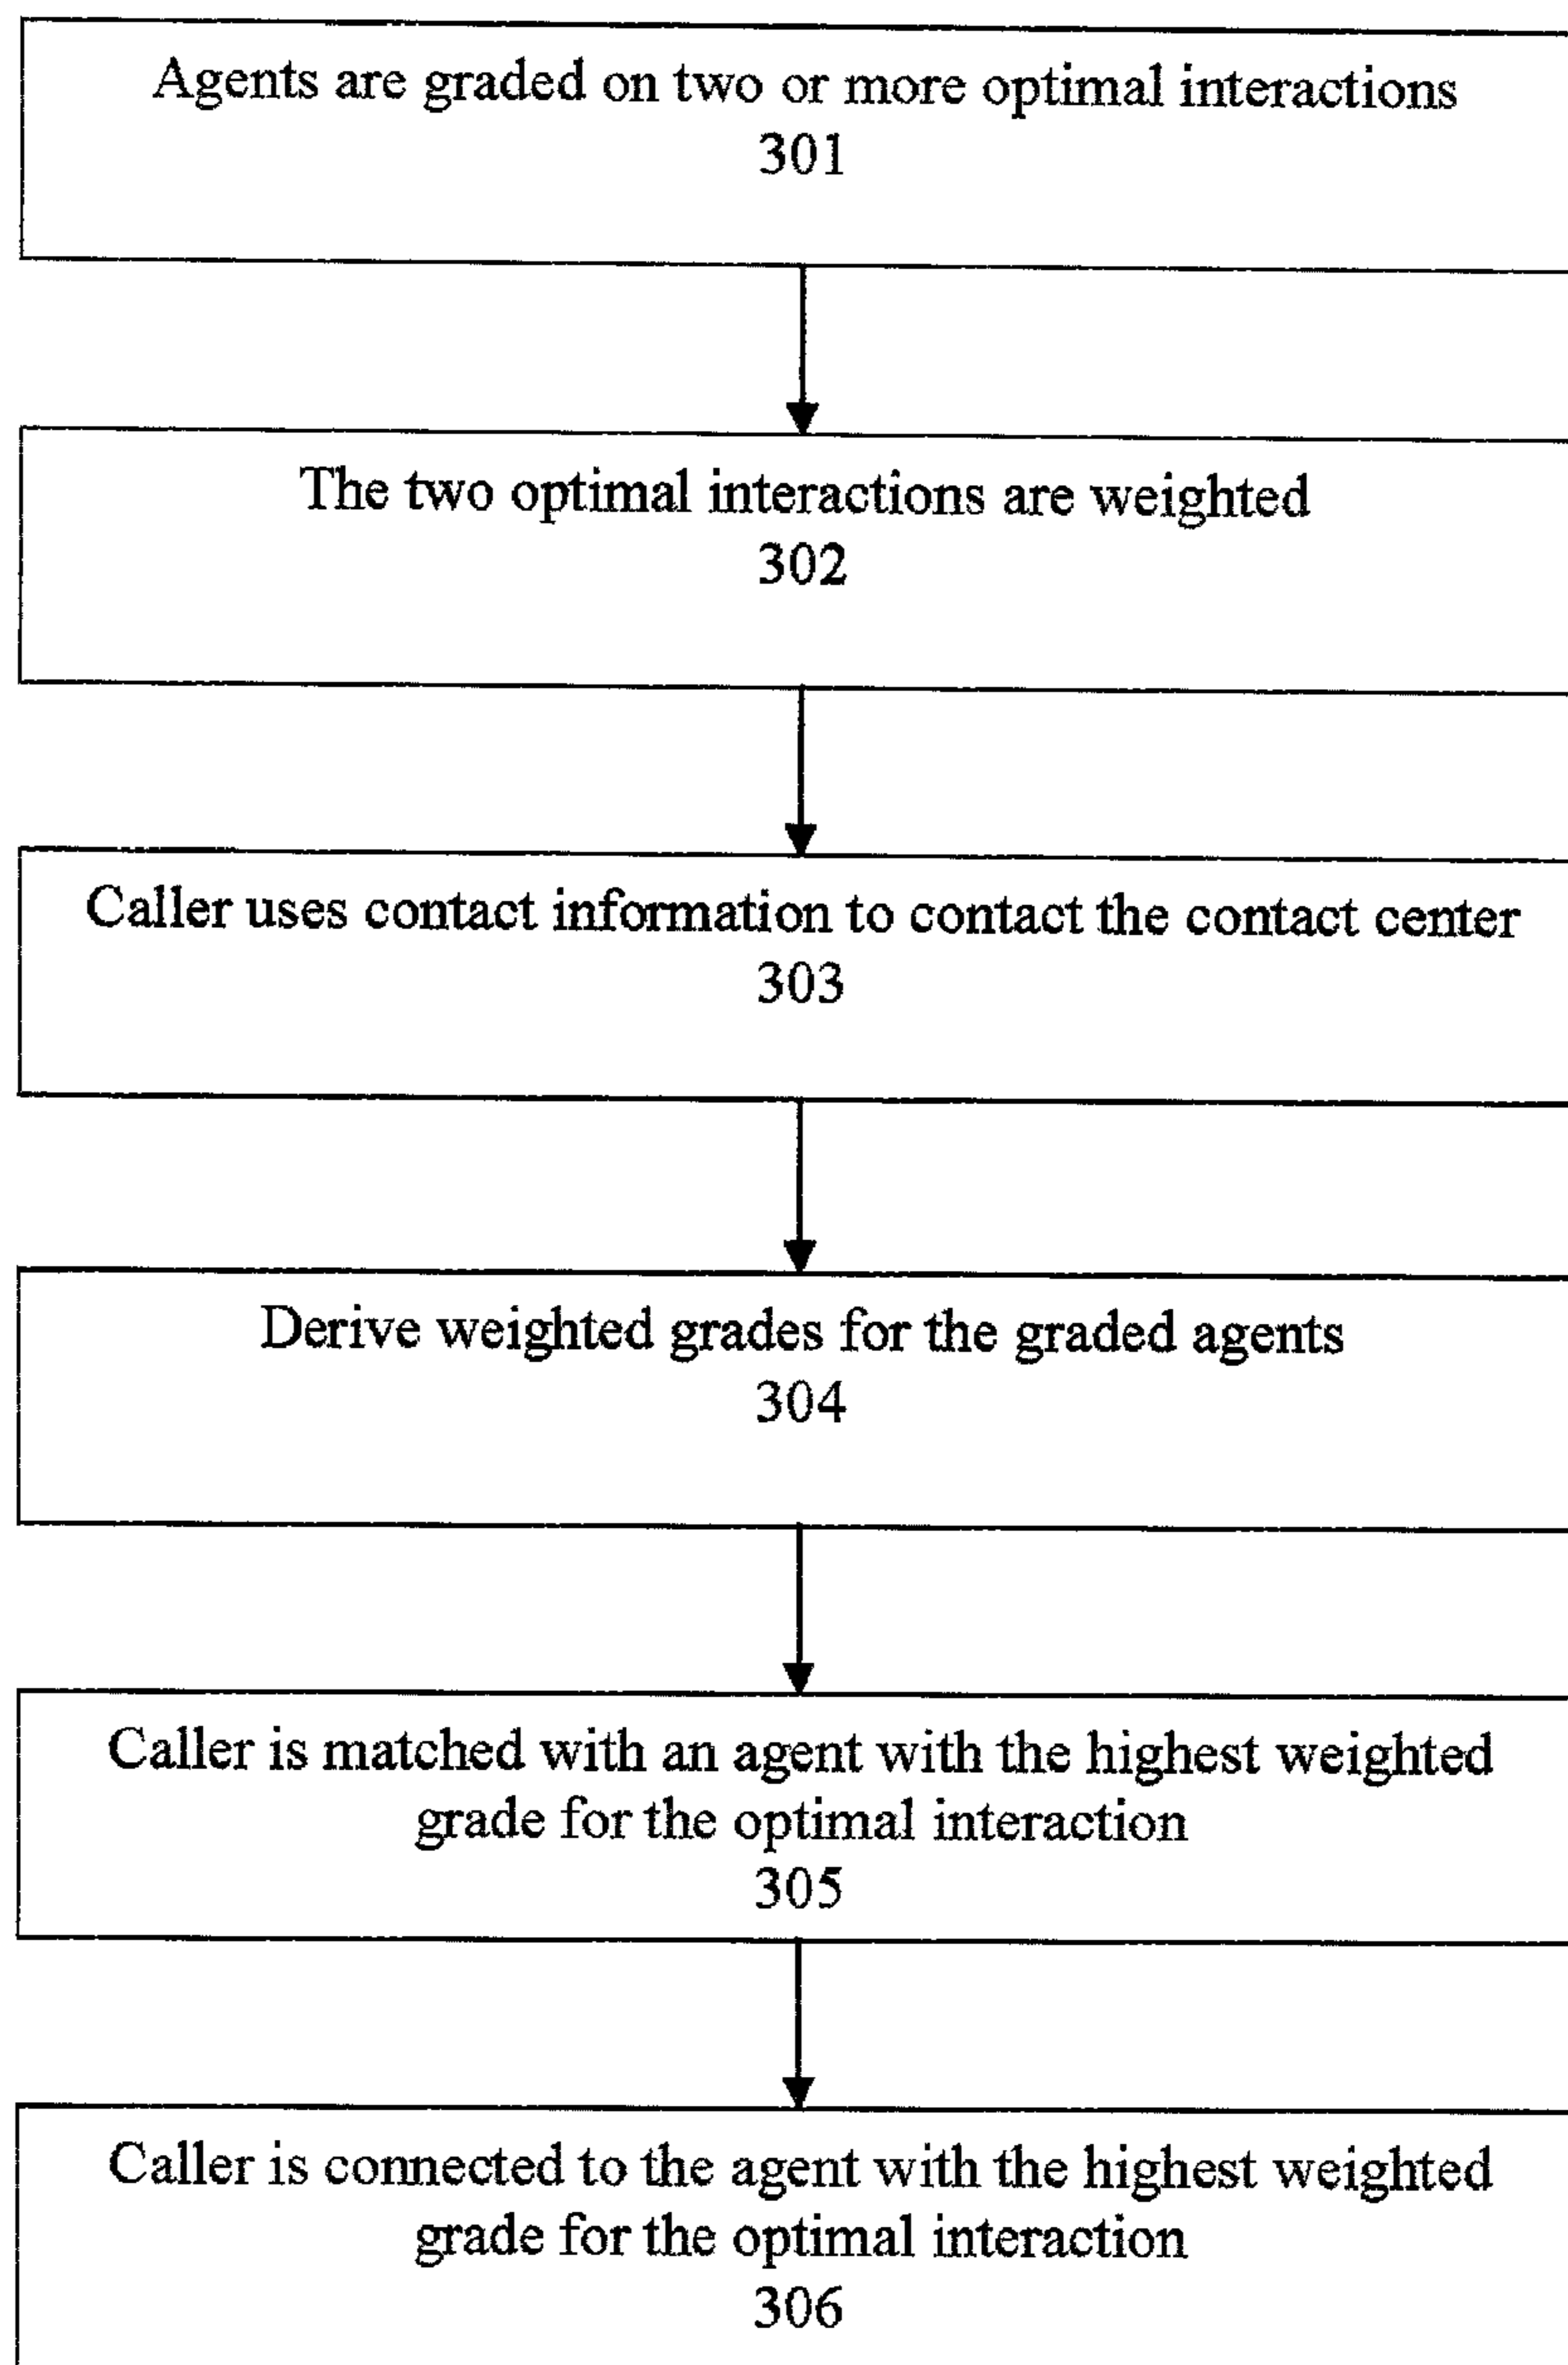 Agents are graded on two or more optimal interactions
301
The two optimal interactions are weighted
302
Caller uses contact information to contact the contact center
303
Derive weighted grades for the graded agents
304
Caller is matched with an agent with the highest weighted
grade for the optimal interaction
305
Caller is connected to the agent with the highest weighted
grade for the optimal interaction
306